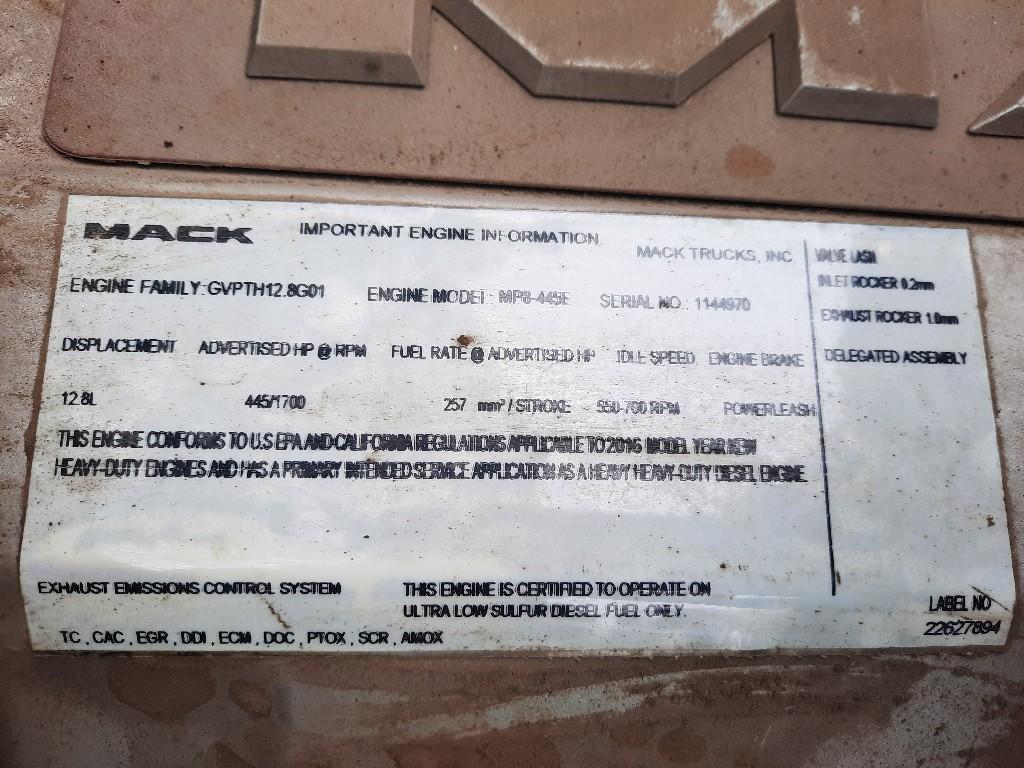 MACK IMPORTANT ENGINE INFORMATION MACK TRUCKS, INC.
ENGINE FAMILY: GVPTH12.8G01 ENGINE MODEL: MP8-445E SERIAL NO.: 1144970
DISPLACEMENT ADVERTISED HP @ RPM FUEL RATE @ ADVERTISED HP IDLE SPEED ENGINE BRAKE
12.8L 445/1700 257 mm³ / STROKE 550-700 RPM POWERLEASH
THIS ENGINE CONFORMS TO U.S EPA AND CALIFORNIA REGULATIONS APPLICABLE TO 2016 MODEL YEAR NEW
HEAVY-DUTY ENGINES AND HAS A PRIMARY INTENDED SERVICE APPLICATION AS A HEAVY HEAVY-DUTY DIESEL ENGINE.
VALVE LASH
INLET ROCKER 0.2mm
EXHAUST ROCKER 1.0mm
DELEGATED ASSEMBLY
EXHAUST EMISSIONS CONTROL SYSTEM
TC , CAC , EGR , DDI , ECM , DOC , PTOX , SCR , AMOX
THIS ENGINE IS CERTIFIED TO OPERATE ON
ULTRA LOW SULFUR DIESEL FUEL ONLY.
LABEL NO
22627894